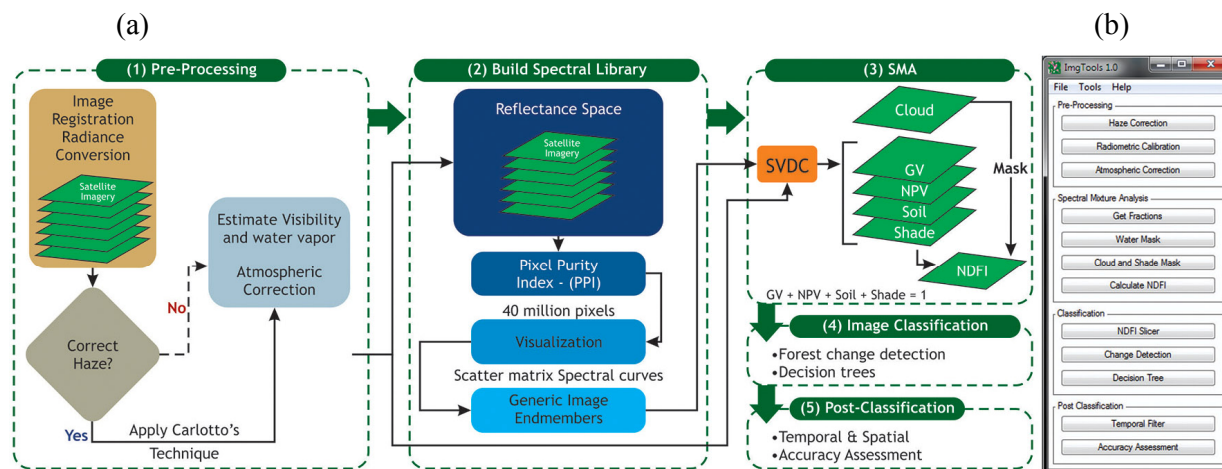 (a)
(b)
(1) Pre-Processing
Image
Registration
Radiance
Conversion
Satellite
Imagery
Correct
Haze?
No
Yes
Apply Carlotto's
Technique
Estimate Visibility
and water vapor
Atmospheric
Correction
(2) Build Spectral Library
Reflectance Space
Satellite
Imagery
Pixel Purity
Index - (PPI)
40 million pixels
Visualization
Scatter matrix Spectral curves
Generic Image
Endmembers
(3) SMA
SVDC
Cloud
GV
NPV
Soil
Shade
Mask
NDFI
GV + NPV + Soil + Shade = 1
(4) Image Classification
•Forest change detection
•Decision trees
(5) Post-Classification
•Temporal & Spatial
•Accuracy Assessment
ImgTools 1.0
File Tools Help
Pre-Processing
Haze Correction
Radiometric Calibration
Atmospheric Correction
Spectral Mixture Analysis
Get Fractions
Water Mask
Cloud and Shade Mask
Calculate NDFI
Classification
NDFI Slicer
Change Detection
Decision Tree
Post Classification
Temporal Filter
Accuracy Assessment